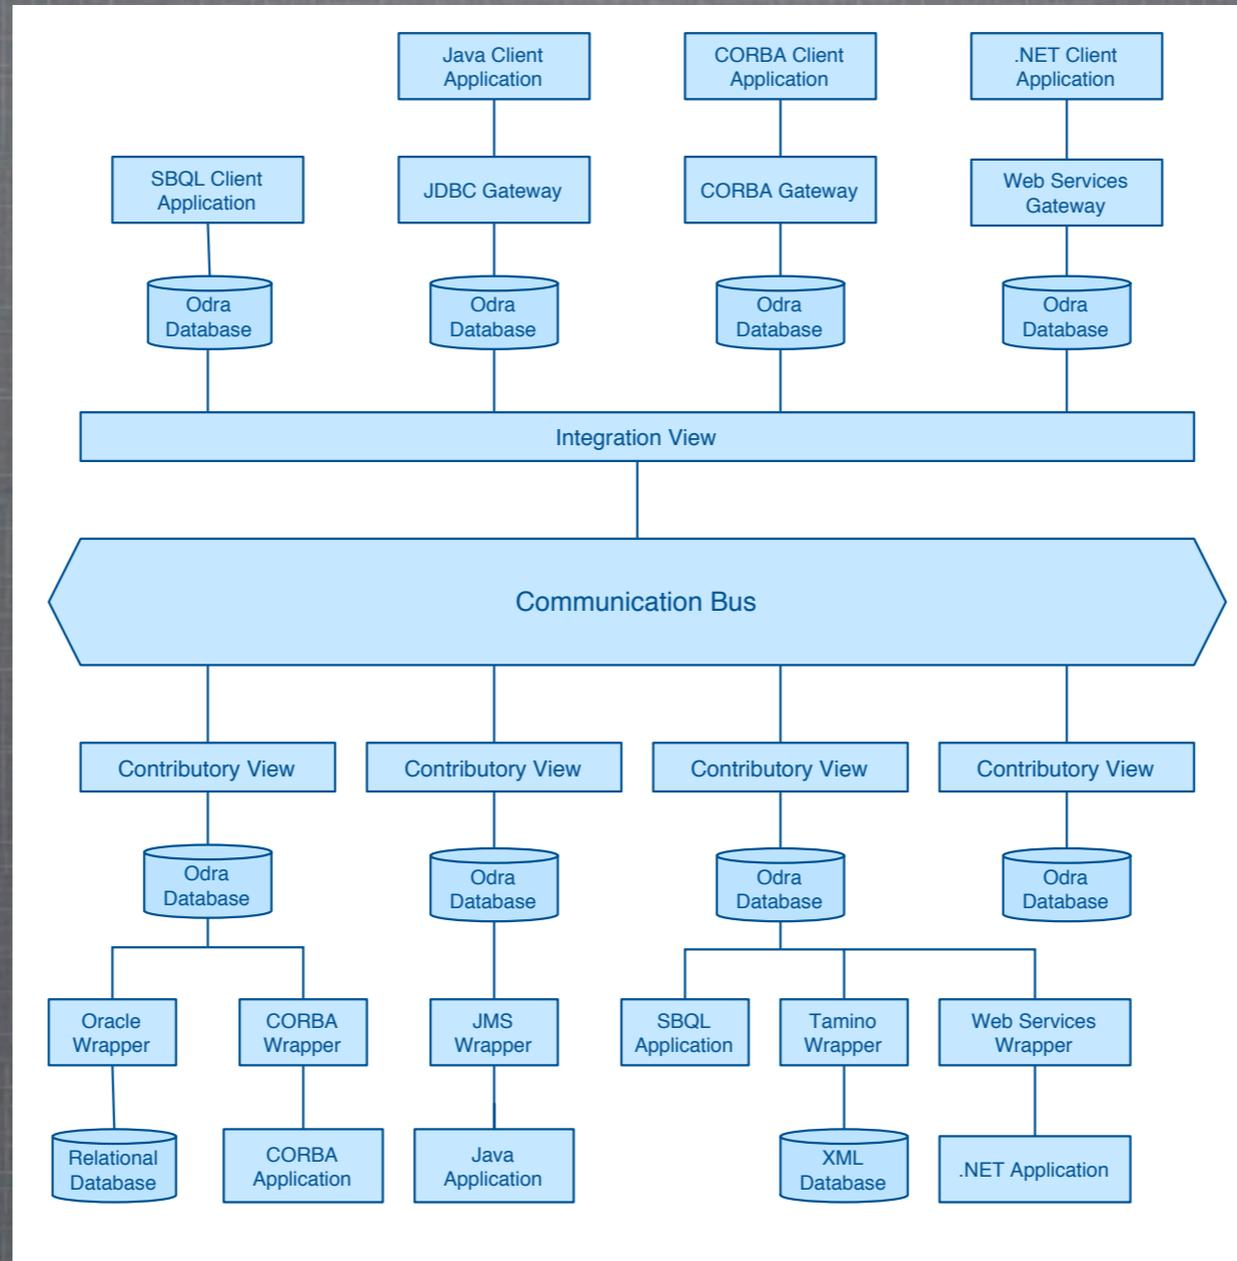 Java Client
Application
CORBA Client
Application
.NET Client
Application
SBQL Client
Application
JDBC Gateway
CORBA Gateway
Web Services
Gateway
Odra
Database
Odra
Database
Odra
Database
Odra
Database
Integration View
Communication Bus
Contributory View
Contributory View
Contributory View
Contributory View
Odra
Database
Odra
Database
Odra
Database
Odra
Database
Oracle
Wrapper
CORBA
Wrapper
JMS
Wrapper
SBQL
Application
Tamino
Wrapper
Web Services
Wrapper
Relational
Database
CORBA
Application
Java
Application
XML
Database
.NET Application